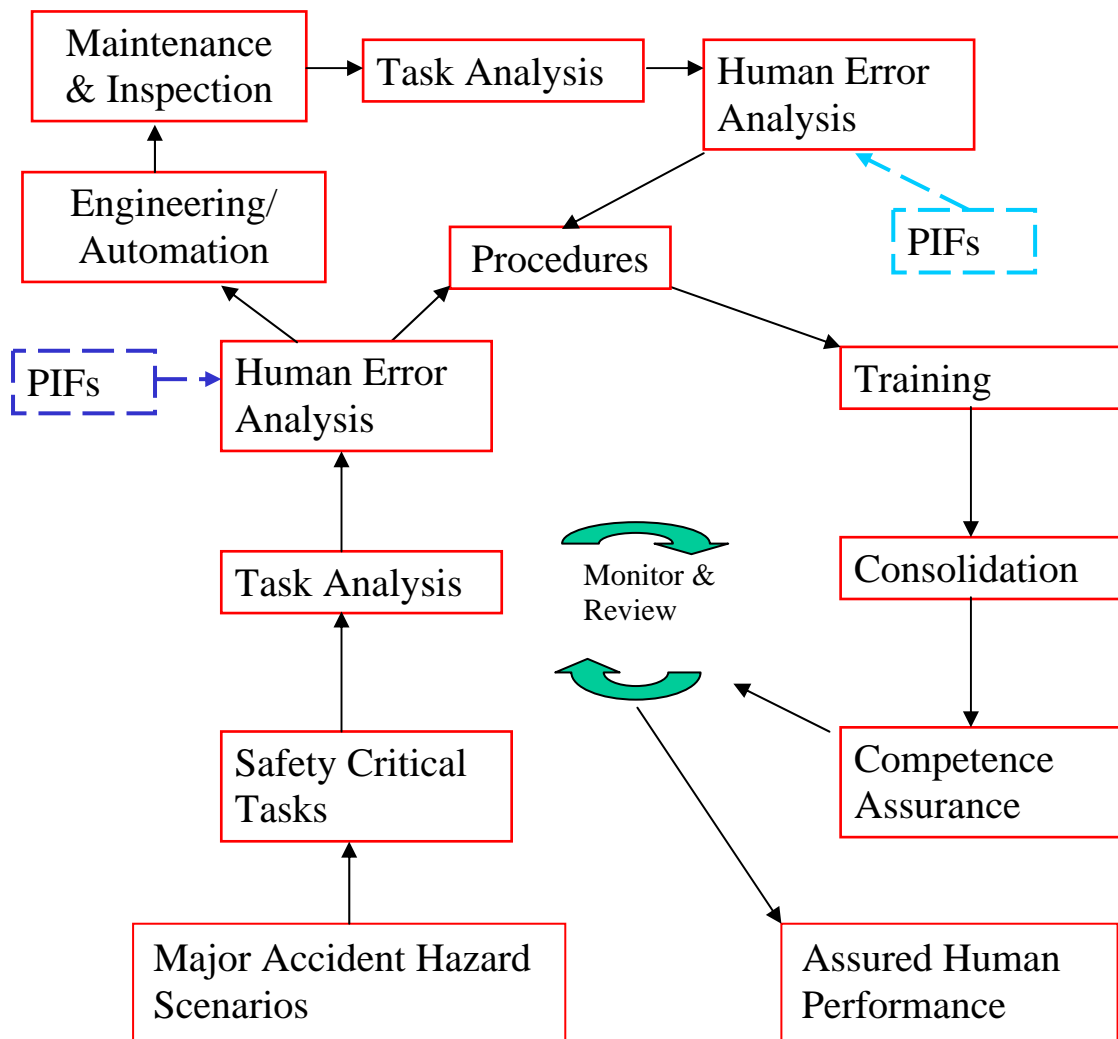 Maintenance
& Inspection
Task Analysis
Human Error
Analysis
Engineering/
Automation
Procedures
PIFs
PIFs
Human Error
Analysis
Training
Task Analysis
Monitor &
Review
Consolidation
Safety Critical
Tasks
Competence
Assurance
Major Accident Hazard
Scenarios
Assured Human
Performance